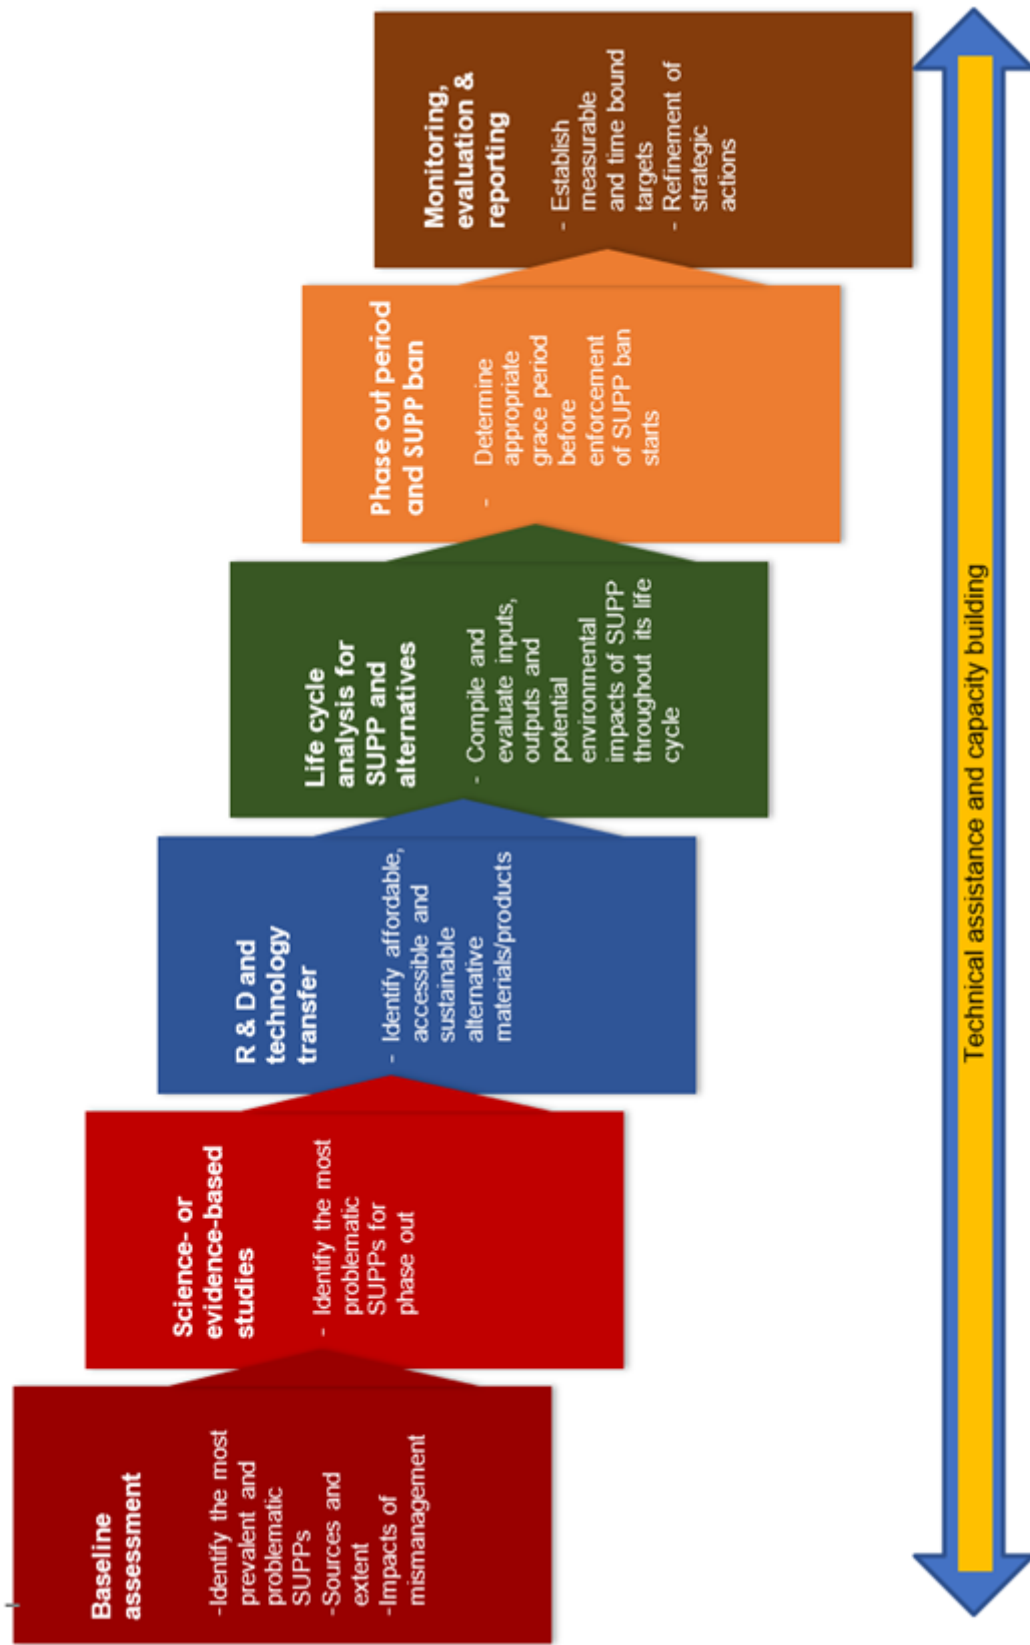 Baseline
assessment
-Identify the most
prevalent and
problematic
SUPPs
-Sources and
extent
-Impacts of
mismanagement
Science- or
evidence-based
studies
- Identify the most
problematic
SUPPs for
phase out
R & D and
technology
transfer
- Identify affordable,
accessible and
sustainable
alternative
materials/products
Life cycle
analysis for
SUPP and
alternatives
- Compile and
evaluate inputs,
outputs and
potential
environmental
impacts of SUPP
throughout its life
cycle
Phase out period
and SUPP ban
- Determine
appropriate
grace period
before
enforcement
of SUPP ban
starts
Monitoring,
evaluation &
reporting
- Establish
measurable
and time bound
targets
- Refinement of
strategic
actions
Technical assistance and capacity building